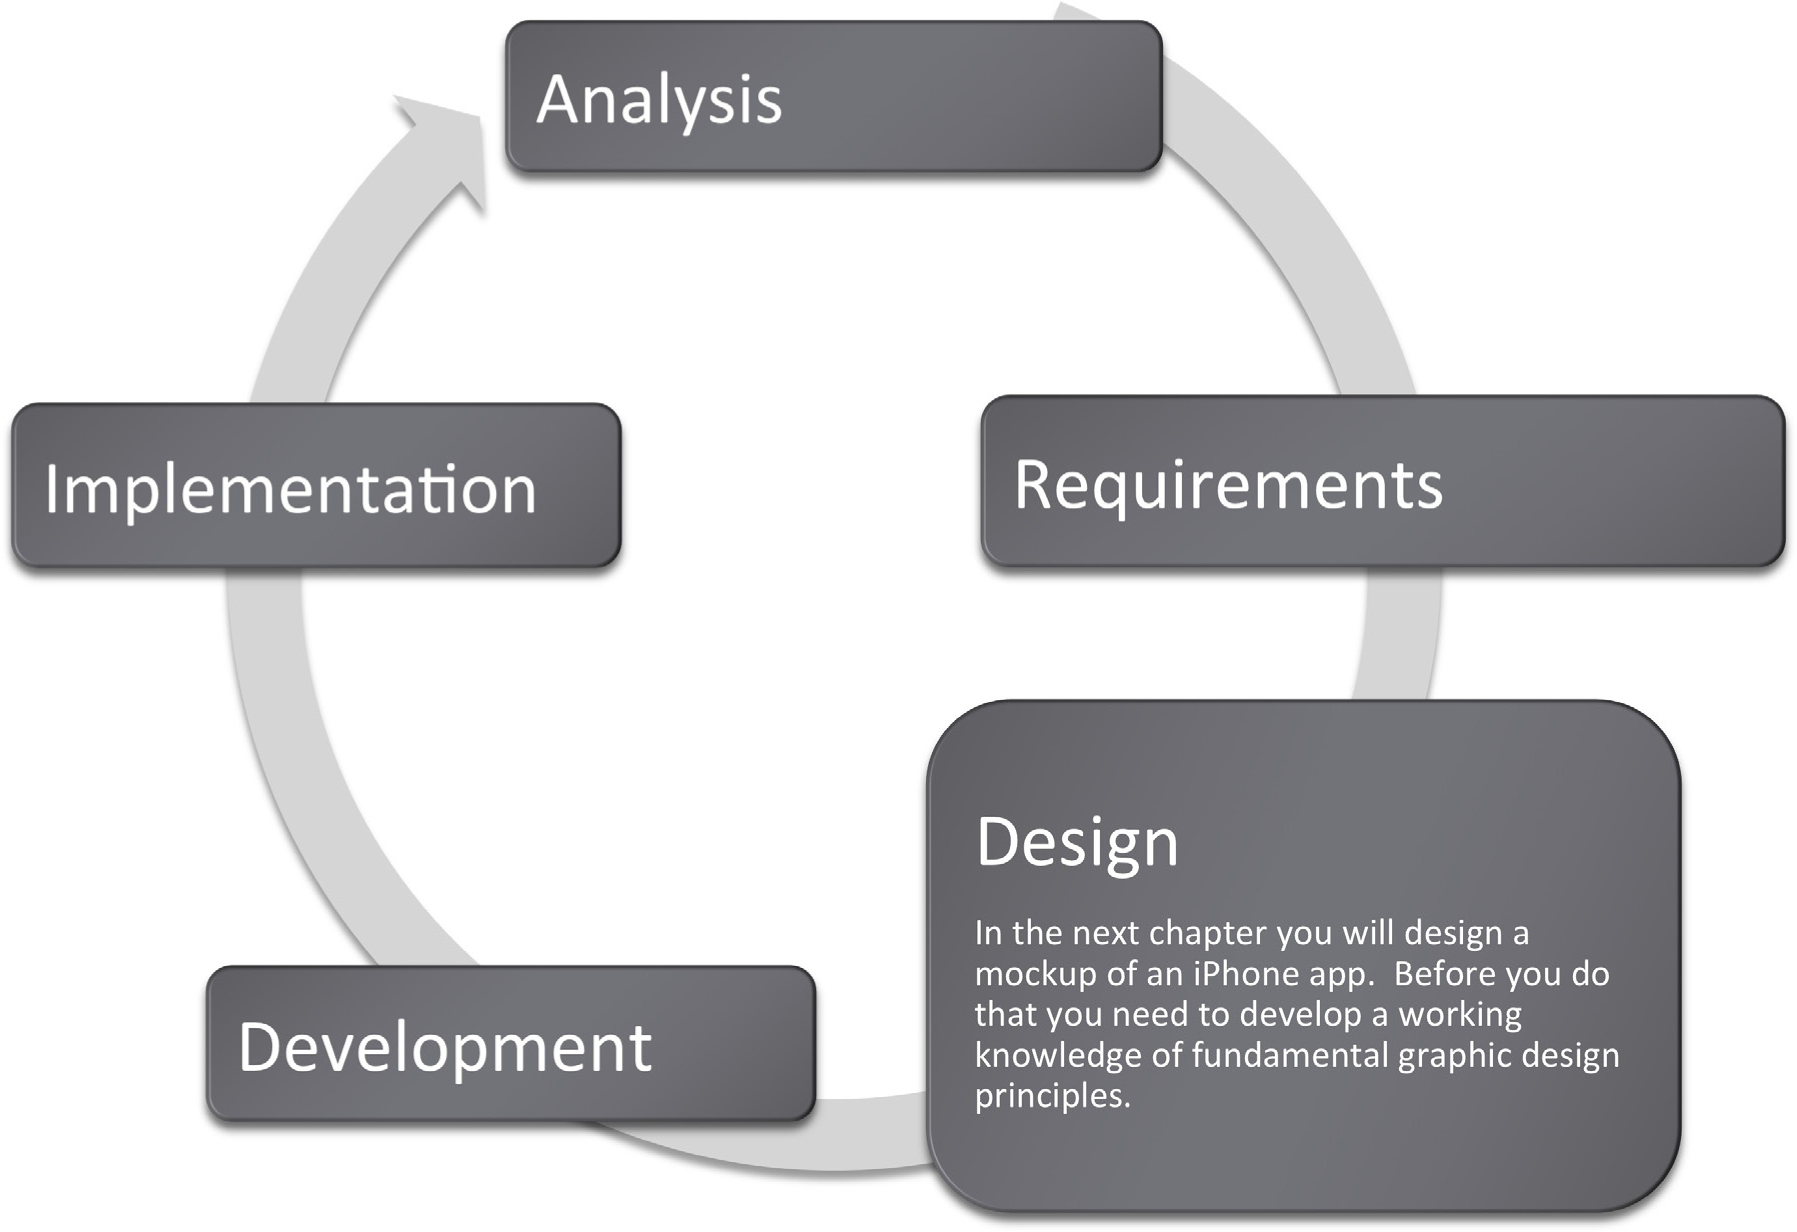 Analysis
Requirements
Design
In the next chapter you will design a
mockup of an iPhone app.  Before you do
that you need to develop a working
knowledge of fundamental graphic design
principles.
Development
Implementation